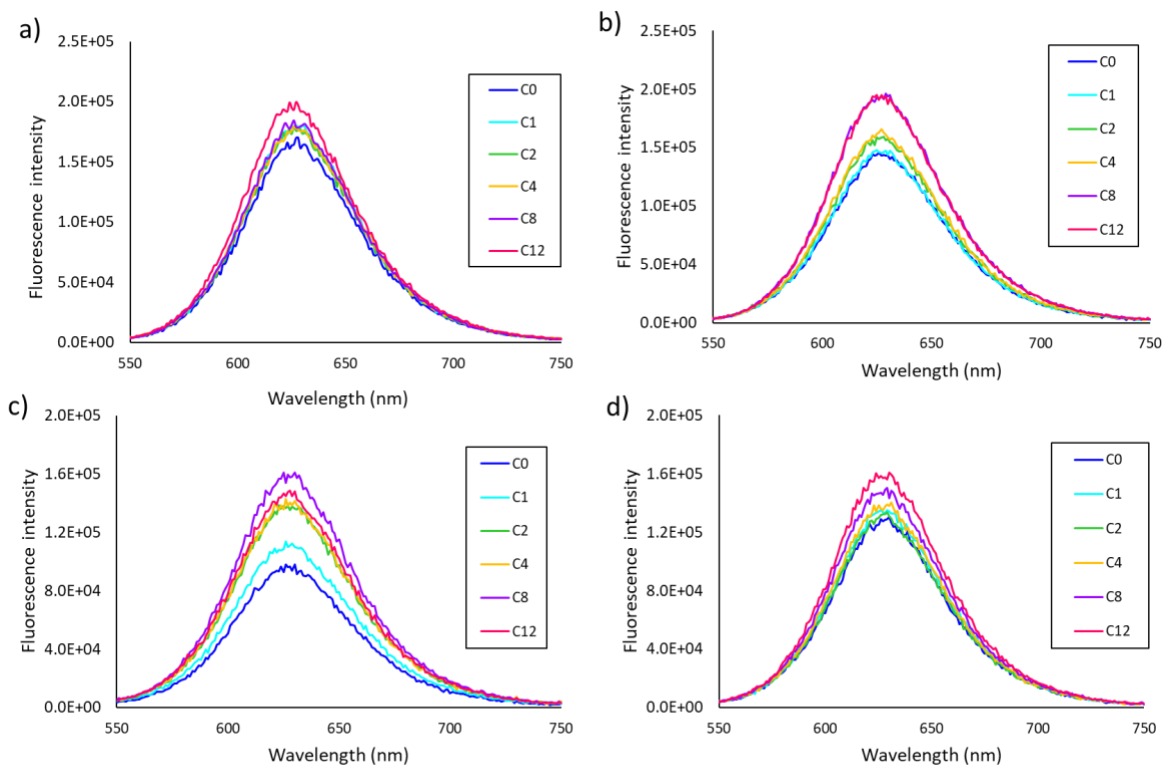 a)
2.5E+05
2.0E+05
1.5E+05
1.0E+05
5.0E+04
0.0E+00
Fluorescence intensity
550 600 650 700 750
Wavelength (nm)
C0
C1
C2
C4
C8
C12
b)
2.5E+05
2.0E+05
1.5E+05
1.0E+05
5.0E+04
0.0E+00
Fluorescence intensity
550 600 650 700 750
Wavelength (nm)
C0
C1
C2
C4
C8
C12
c)
2.0E+05
1.6E+05
1.2E+05
8.0E+04
4.0E+04
0.0E+00
Fluorescence intensity
550 600 650 700 750
Wavelength (nm)
C0
C1
C2
C4
C8
C12
d)
2.0E+05
1.6E+05
1.2E+05
8.0E+04
4.0E+04
0.0E+00
Fluorescence intensity
550 600 650 700 750
Wavelength (nm)
C0
C1
C2
C4
C8
C12